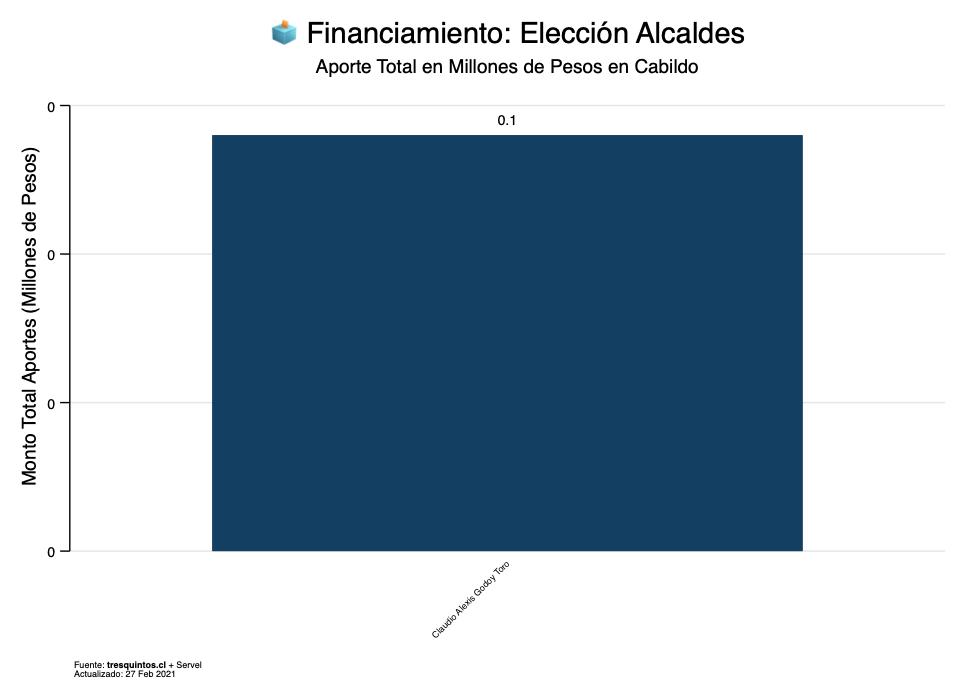 Financiamiento: Elección Alcaldes
Aporte Total en Millones de Pesos en Cabildo
Monto Total Aportes (Millones de Pesos)
0
0
0
0
0.1
Claudio Alexis Godoy Toro
Fuente: tresquintos.cl + Servel
Actualizado: 27 Feb 2021